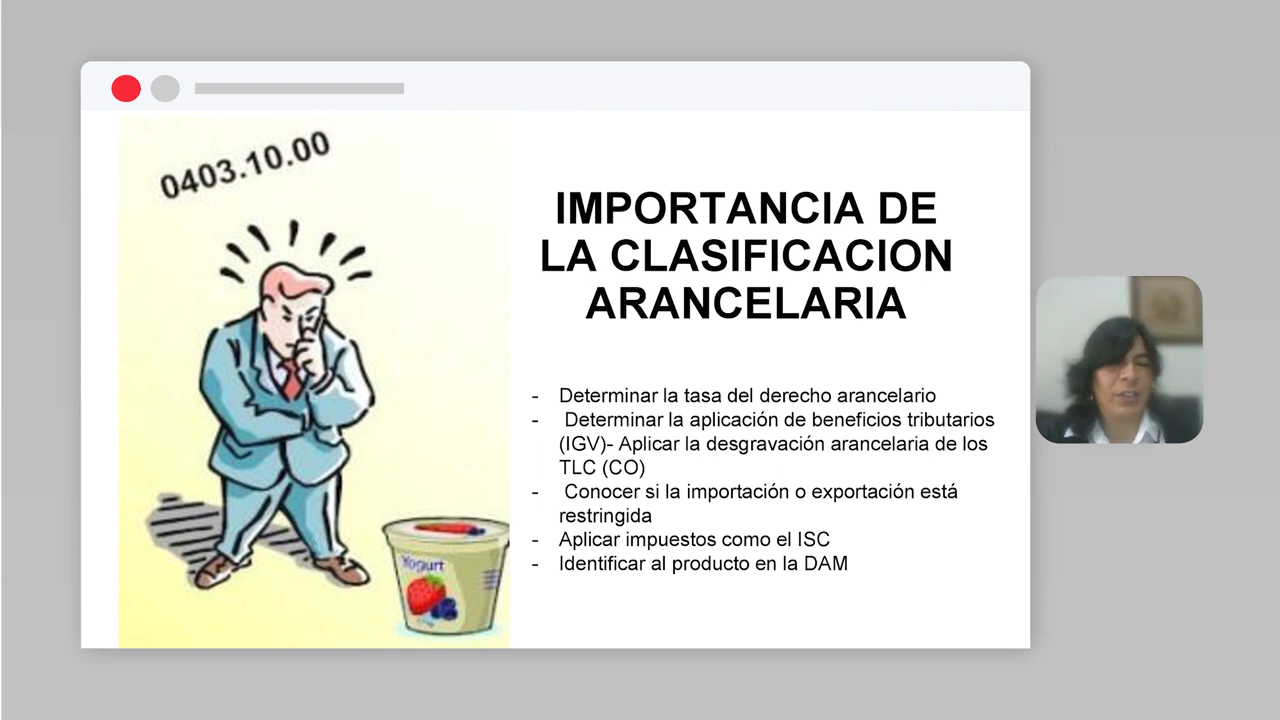 0403.10.00
IMPORTANCIA DE
LA CLASIFICACION
ARANCELARIA
- Determinar la tasa del derecho arancelario
- Determinar la aplicación de beneficios tributarios
(IGV)- Aplicar la desgravación arancelaria de los
TLC (CO)
- Conocer si la importación o exportación está
restringida
- Aplicar impuestos como el ISC
- Identificar al producto en la DAM
Yogurt